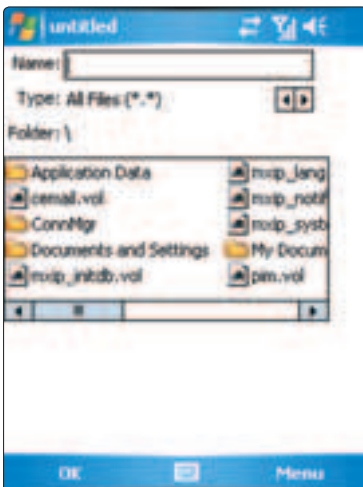 untitled
Name:
Type: All Files (*.*)
Folder: \
Application Data
cemail.vol
ConnMgr
Documents and Settings
mxip_initdb.vol
mxip_lang
mxip_notif
mxip_syst
My Docum
pim.vol
OK
Menu